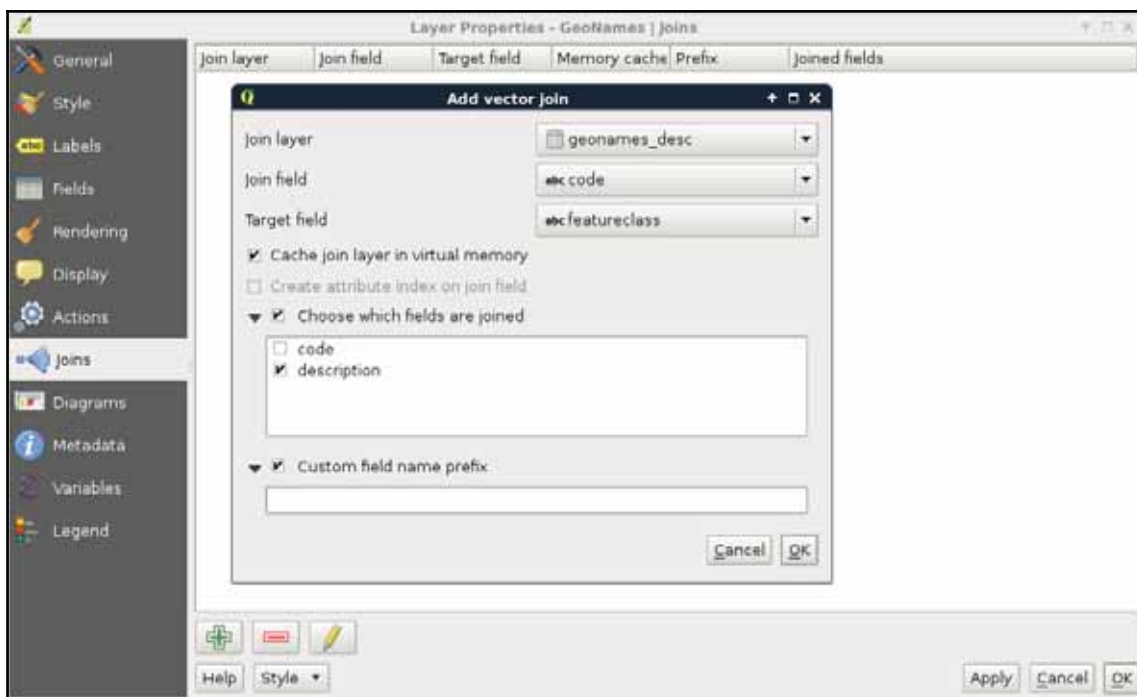 Layer Properties - GeoNames | Joins
General
Style
Labels
Fields
Rendering
Display
Actions
Joins
Diagrams
Metadata
Variables
Legend
Join layer Join field Target field Memory cache Prefix Joined fields
Add vector join
Join layer geonames_desc
Join field abc code
Target field abc featureclass
Cache join layer in virtual memory
Create attribute index on join field
Choose which fields are joined
code
description
Custom field name prefix
Cancel OK
Help Style Apply Cancel OK